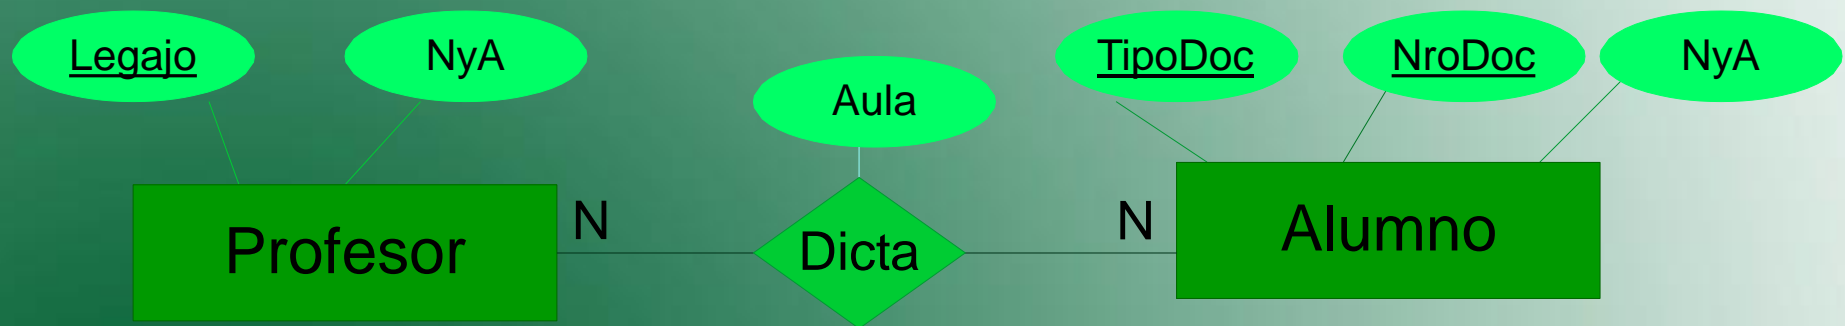 Legajo
NyA
Aula
TipoDoc
NroDoc
NyA
Profesor
N
Dicta
N
Alumno